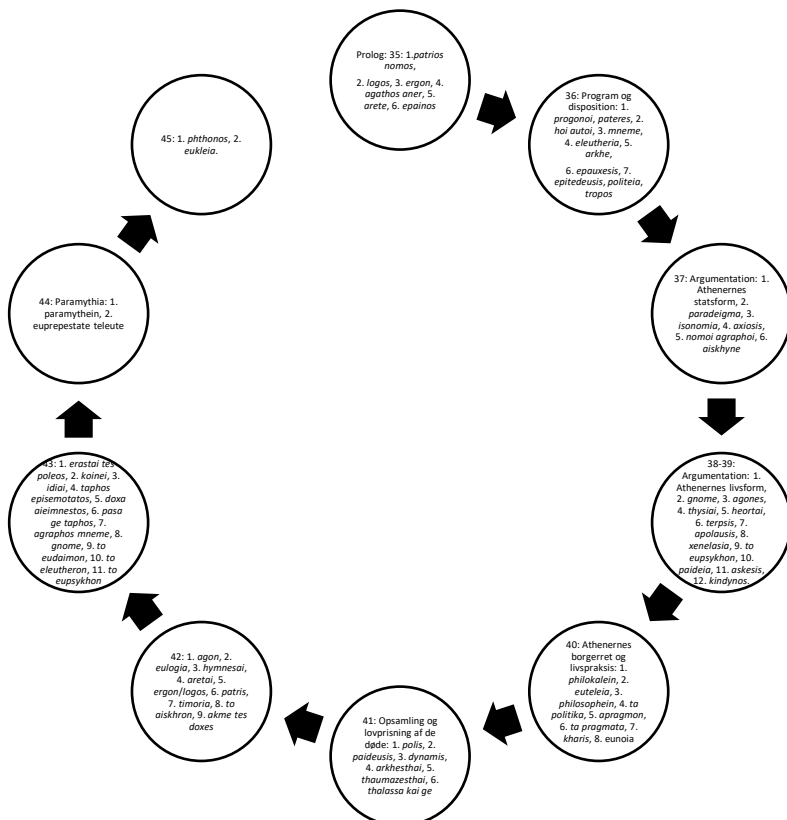 Prolog: 35: 1.patrios
nomos,
2. logos, 3. ergon, 4.
agathos aner, 5.
arete, 6. epainos
36: Program og
disposition: 1.
progonoi, pateres, 2.
hoi autoi, 3. mneme,
4. eleutheria, 5.
arkhe,
6. epauxesis, 7.
epitedeusis, politeia,
tropos
37: Argumentation: 1.
Athenernes
statsform, 2.
paradeigma, 3.
isonomia, 4. axiosis,
5. nomoi agraphoi, 6.
aiskhyne
38-39:
Argumentation: 1.
Athenernes livsform,
2. gnome, 3. agones,
4. thysiai, 5. heortai,
6. terpsis, 7.
apolausis, 8.
xenelasia, 9. to
eupsykhon, 10.
paideia, 11. askesis,
12. kindynos.
40: Athenernes
borgerret og
livspraksis: 1.
philokalein, 2.
euteleia, 3.
philosophein, 4. ta
politika, 5. apragmon,
6. ta pragmata, 7.
kharis, 8. eunoia
41: Opsamling og
lovprisning af de
døde: 1. polis, 2.
paideusis, 3. dynamis,
4. arkhesthai, 5.
thaumazesthai, 6.
thalassa kai ge
42: 1. agon, 2.
eulogia, 3. hymnesai,
4. aretai, 5.
ergon/logos, 6. patris,
7. timoria, 8. to
aiskhron, 9. akme tes
doxes
43: 1. erastai tes
poleos, 2. koinei, 3.
idiai, 4. taphos
episemotatos, 5. doxa
aieimnestos, 6. pasa
ge taphos, 7.
agraphos mneme, 8.
gnome, 9. to
eudaimon, 10. to
eleutheron, 11. to
eupsykhon
44: Paramythia: 1.
paramythein, 2.
euprepestate teleute
45: 1. phthonos, 2.
eukleia.